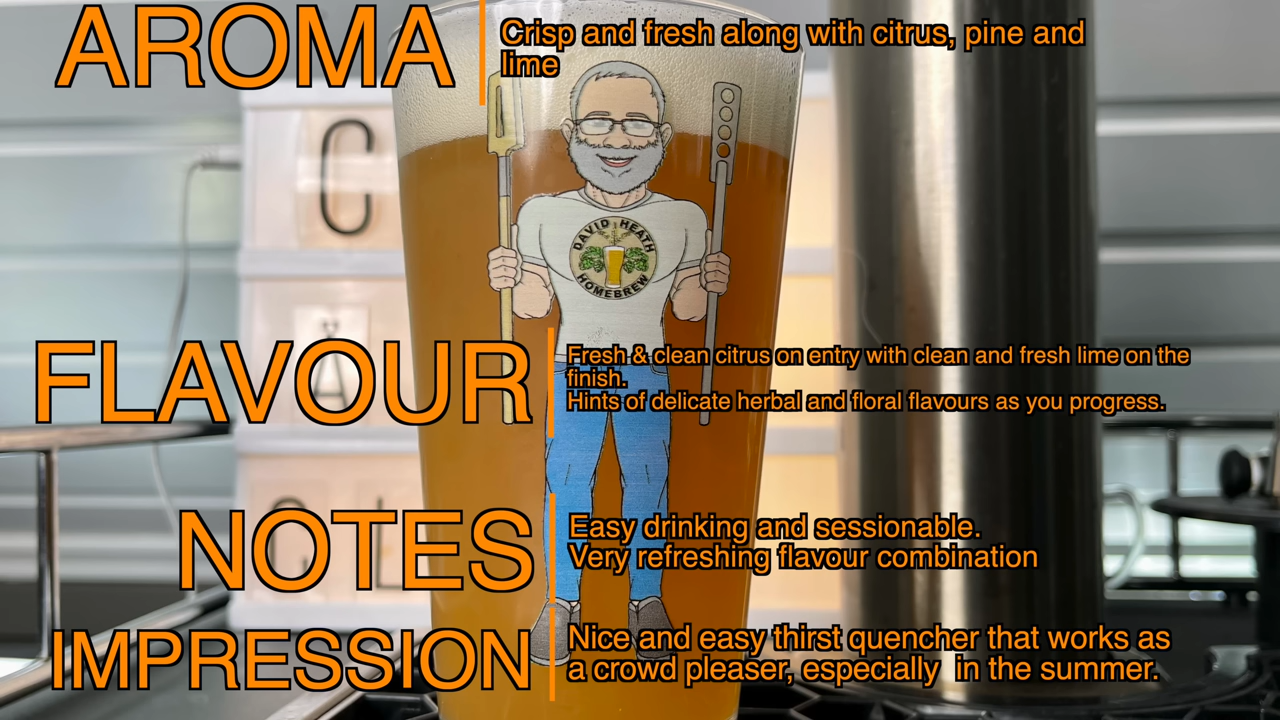 AROMA
Crisp and fresh along with citrus, pine and
lime
C
DAVID HEATH
HOMEBREW
A
FLAVOUR
Fresh & clean citrus on entry with clean and fresh lime on the
finish.
Hints of delicate herbal and floral flavours as you progress.
NOTES
Easy drinking and sessionable.
Very refreshing flavour combination
IMPRESSION
Nice and easy thirst quencher that works as
a crowd pleaser, especially in the summer.